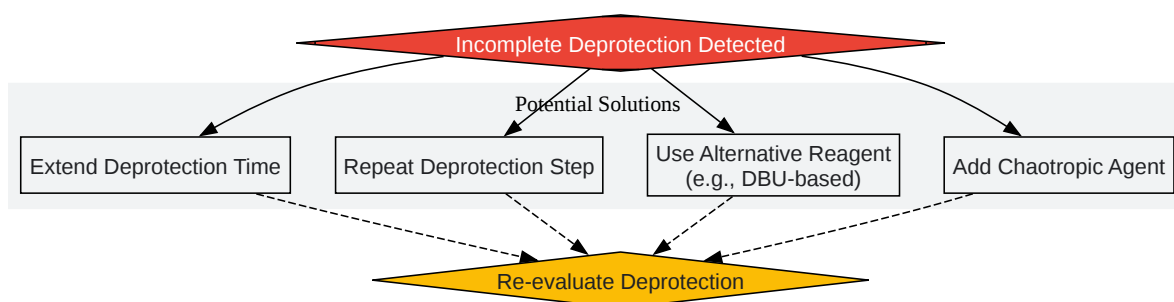 Incomplete Deprotection Detected
Potential Solutions
Extend Deprotection Time
Repeat Deprotection Step
Use Alternative Reagent
(e.g., DBU-based)
Add Chaotropic Agent
Re-evaluate Deprotection